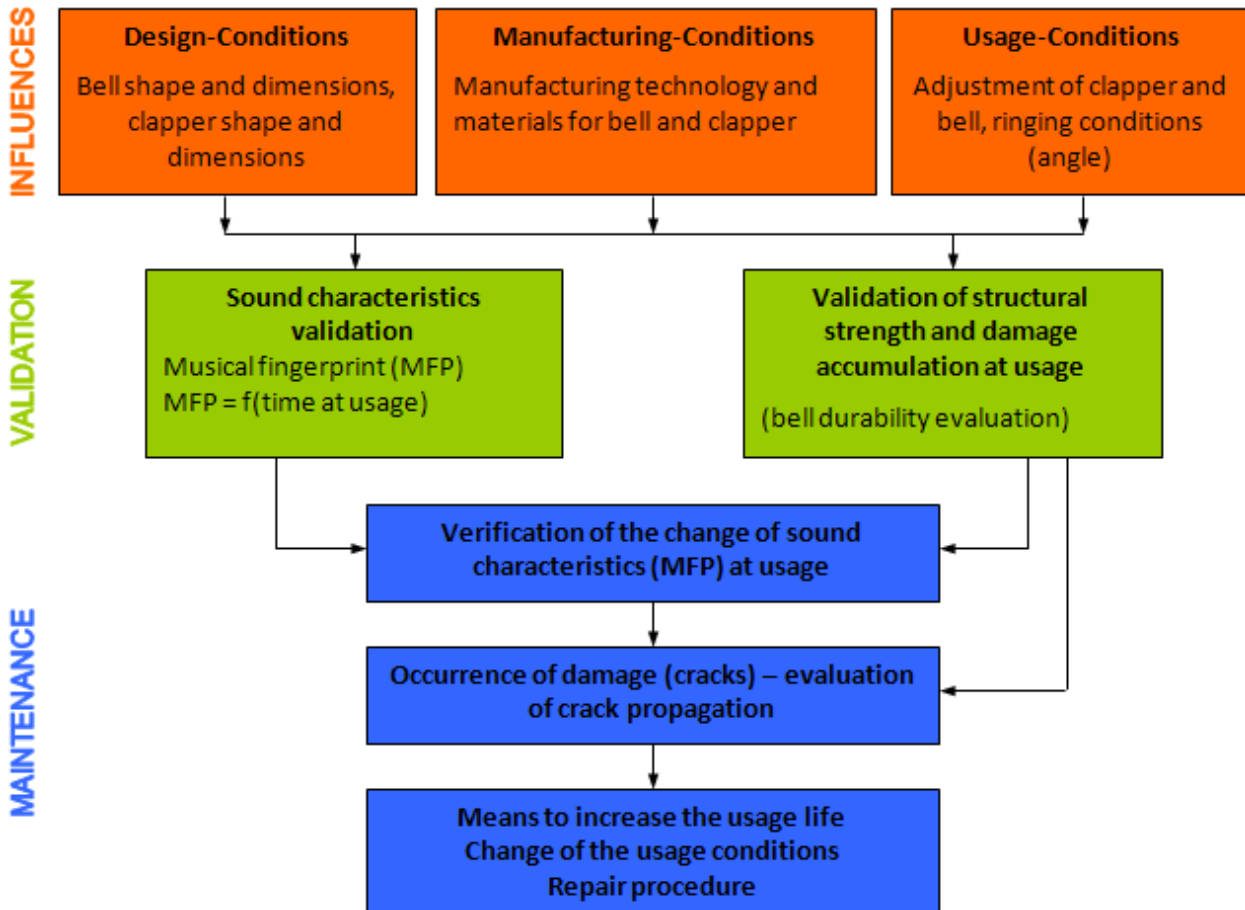 INFLUENCES
Design-Conditions
Bell shape and dimensions,
clapper shape and
dimensions
Manufacturing-Conditions
Manufacturing technology and
materials for bell and clapper
Usage-Conditions
Adjustment of clapper and
bell, ringing conditions
(angle)
VALIDATION
Sound characteristics
validation
Musical fingerprint (MFP)
MFP = f(time at usage)
Validation of structural
strength and damage
accumulation at usage
(bell durability evaluation)
MAINTENANCE
Verification of the change of sound
characteristics (MFP) at usage
Occurrence of damage (cracks) – evaluation
of crack propagation
Means to increase the usage life
Change of the usage conditions
Repair procedure